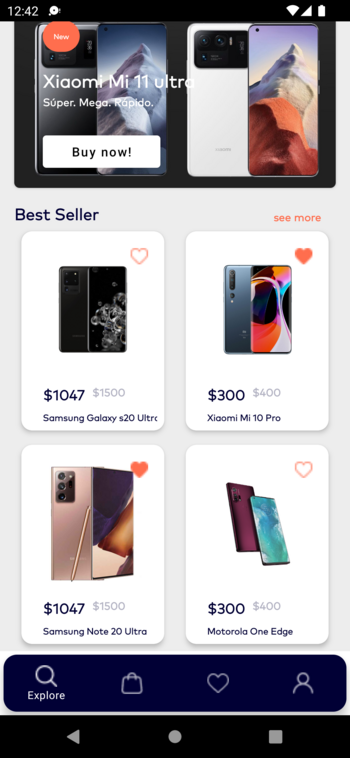 12:42
New
Xiaomi Mi 11 ultra
Súper. Mega. Rápido.
Buy now!
Best Seller
see more
$1047 $1500
Samsung Galaxy s20 Ultra
$300 $400
Xiaomi Mi 10 Pro
$1047 $1500
Samsung Note 20 Ultra
$300 $400
Motorola One Edge
Explore